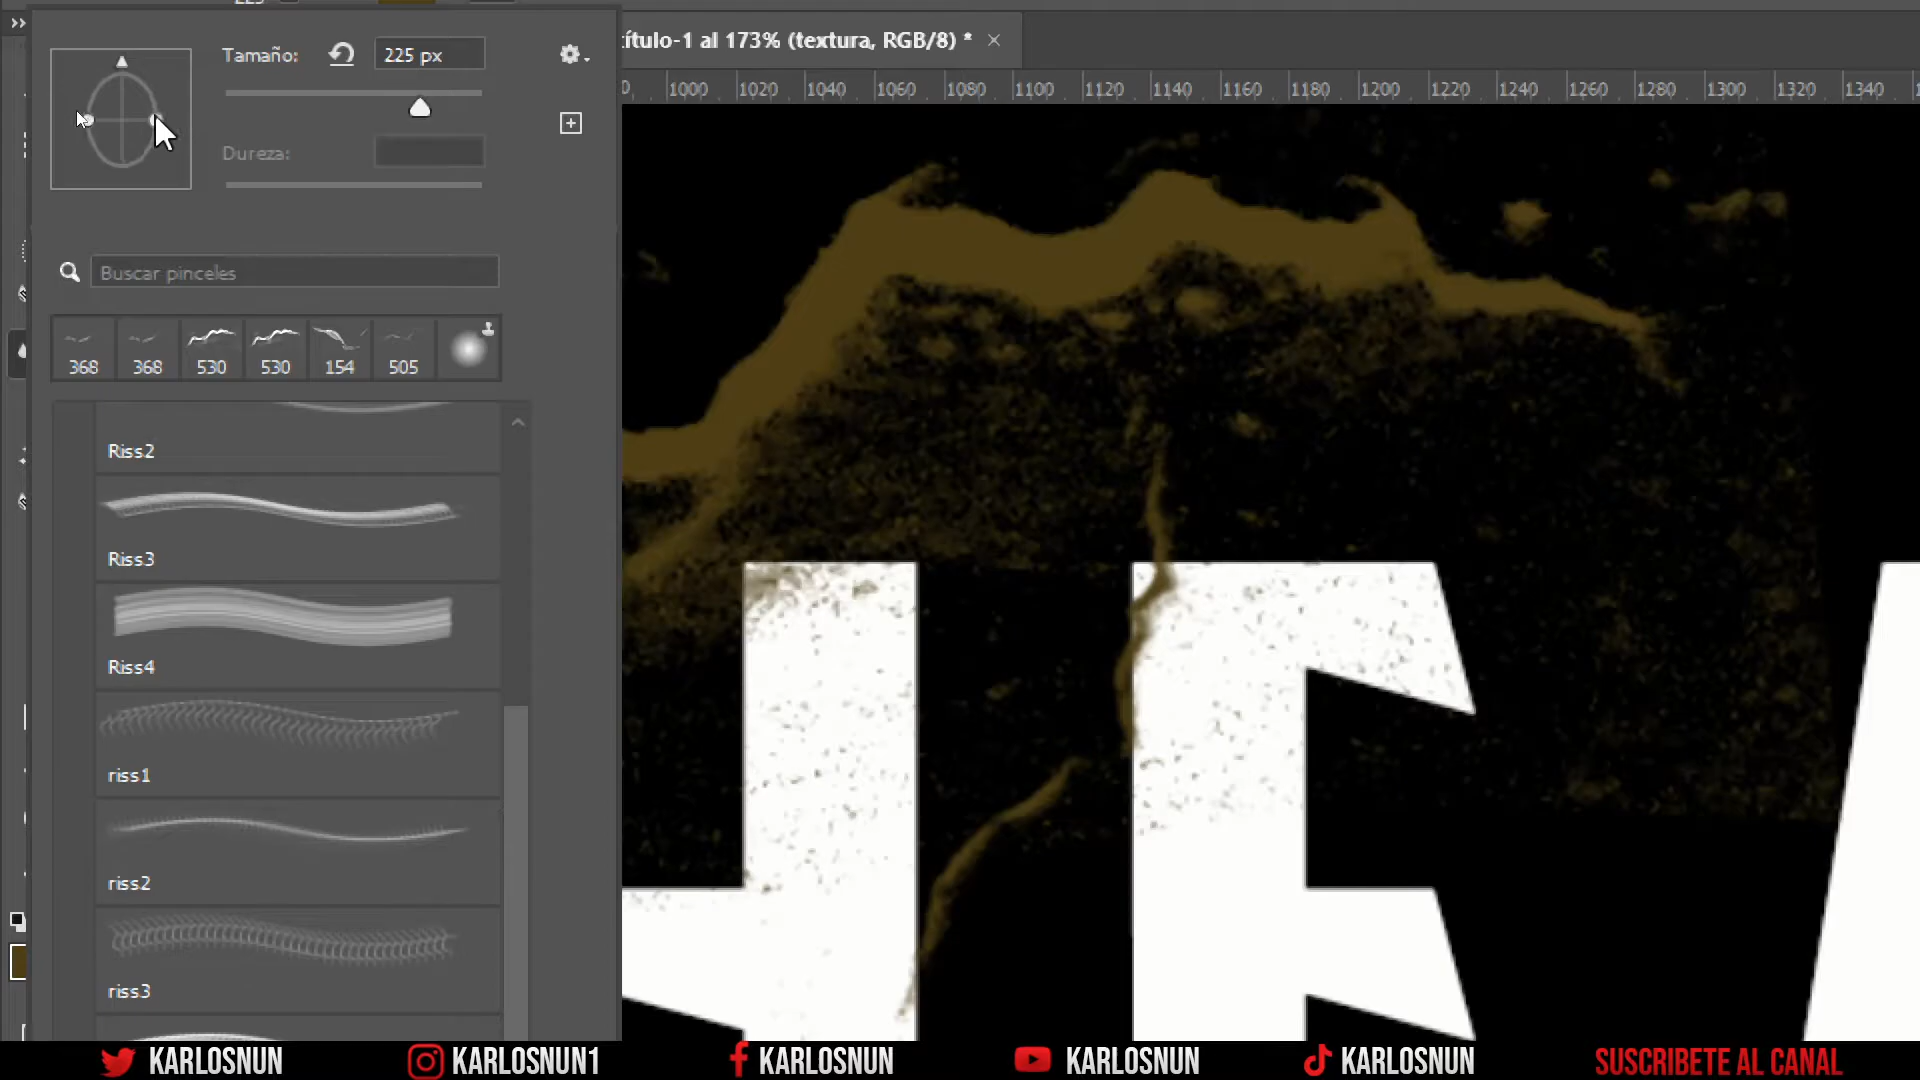 Tamaño:
225 px
ítulo-1 al 173% (textura, RGB/8) *
1000 1020 1040 1060 1080 1100 1120 1140 1160 1180 1200 1220 1240 1260 1280 1300 1320 1340
Dureza:
Buscar pinceles
368 368 530 530 154 505
Riss2
Riss3
Riss4
riss1
riss2
riss3
KARLOSNUN KARLOSNUN1 KARLOSNUN KARLOSNUN KARLOSNUN SUSCRIBETE AL CANAL